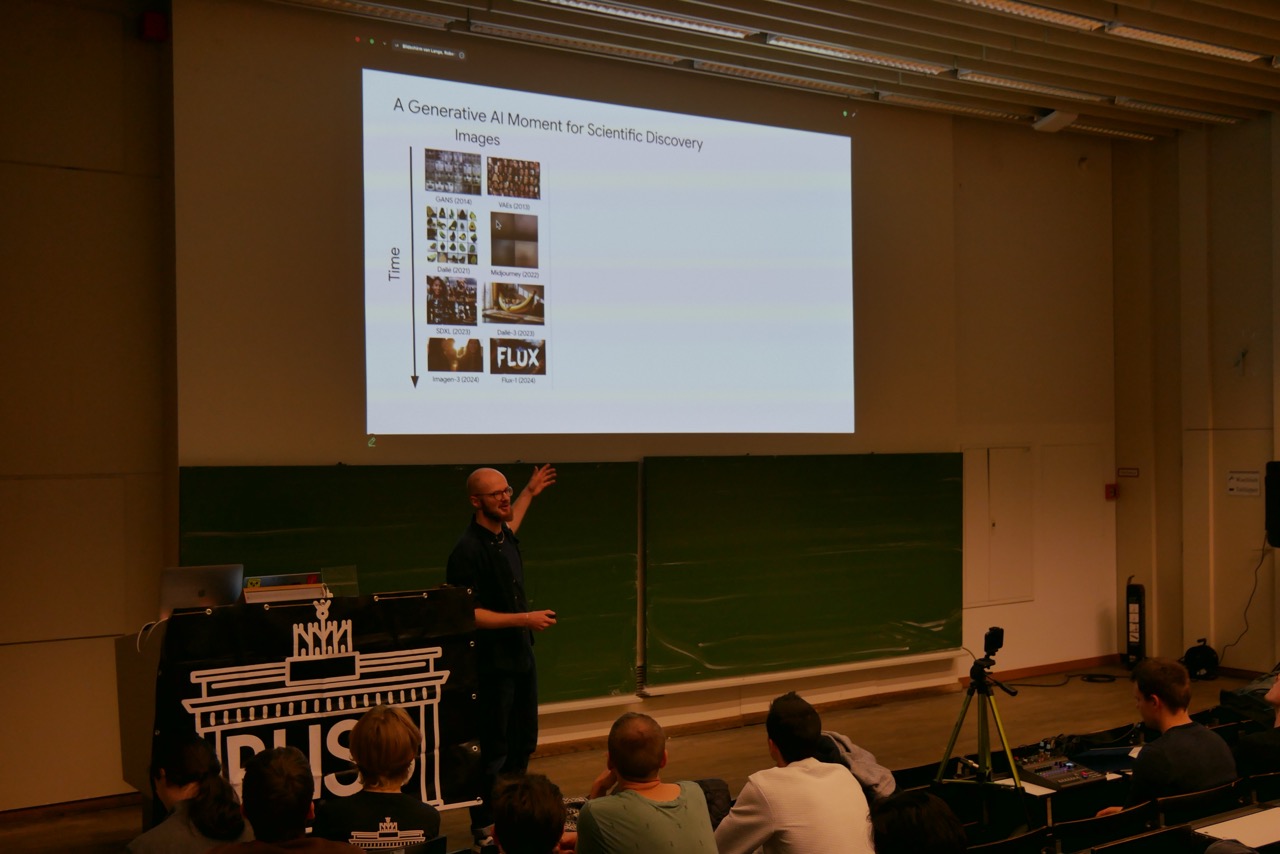 A Generative AI Moment for Scientific Discovery
Images
Time
GANS (2014)
VAEs (2013)
Dalle (2021)
Midjourney (2022)
SDXL (2023)
Dalle-3 (2023)
FLUX
Imagen-3 (2024)
Flux-1 (2024)